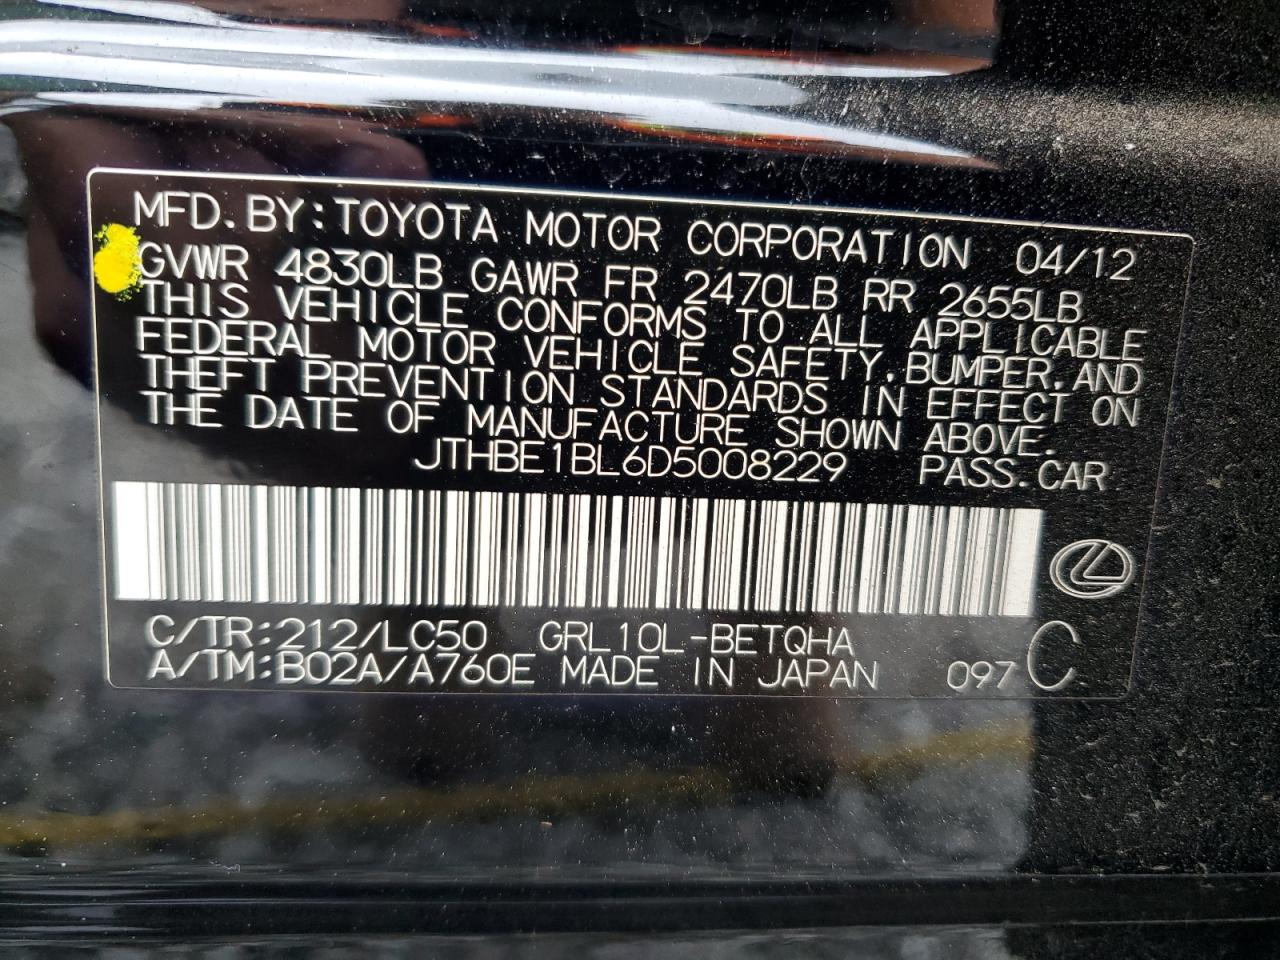 MFD.BY:TOYOTA MOTOR CORPORATION 04/12
GVWR 4830LB GAWR FR 2470LB RR 2655LB
THIS VEHICLE CONFORMS TO ALL APPLICABLE
FEDERAL MOTOR VEHICLE SAFETY,BUMPER,AND
THEFT PREVENTION STANDARDS IN EFFECT ON
THE DATE OF MANUFACTURE SHOWN ABOVE.
JTHBE1BL6D5008229 PASS.CAR
C/TR:212/LC50 GRL10L-BETQHA
A/TM:B02A/A760E MADE IN JAPAN 097 C